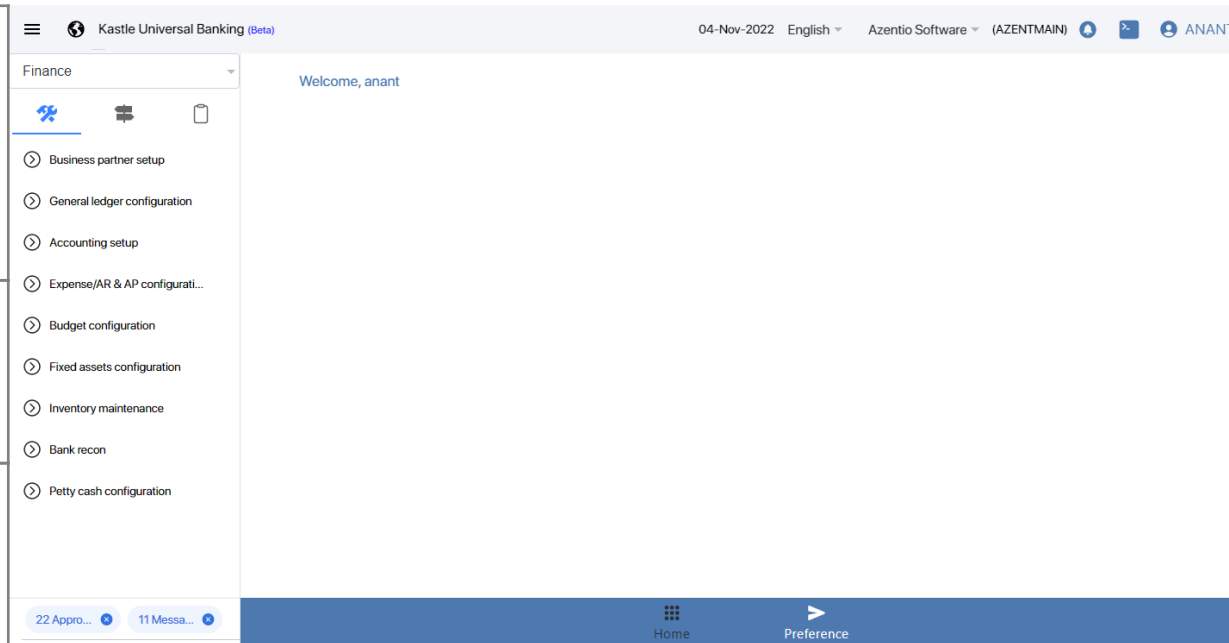 Kastle Universal Banking (Beta)
04-Nov-2022 English Azentio Software (AZENTMAIN) ANANT
Finance
Welcome, anant
Business partner setup
General ledger configuration
Accounting setup
Expense/AR & AP configurati...
Budget configuration
Fixed assets configuration
Inventory maintenance
Bank recon
Petty cash configuration
22 Appro... 11 Messa...
Home
Preference